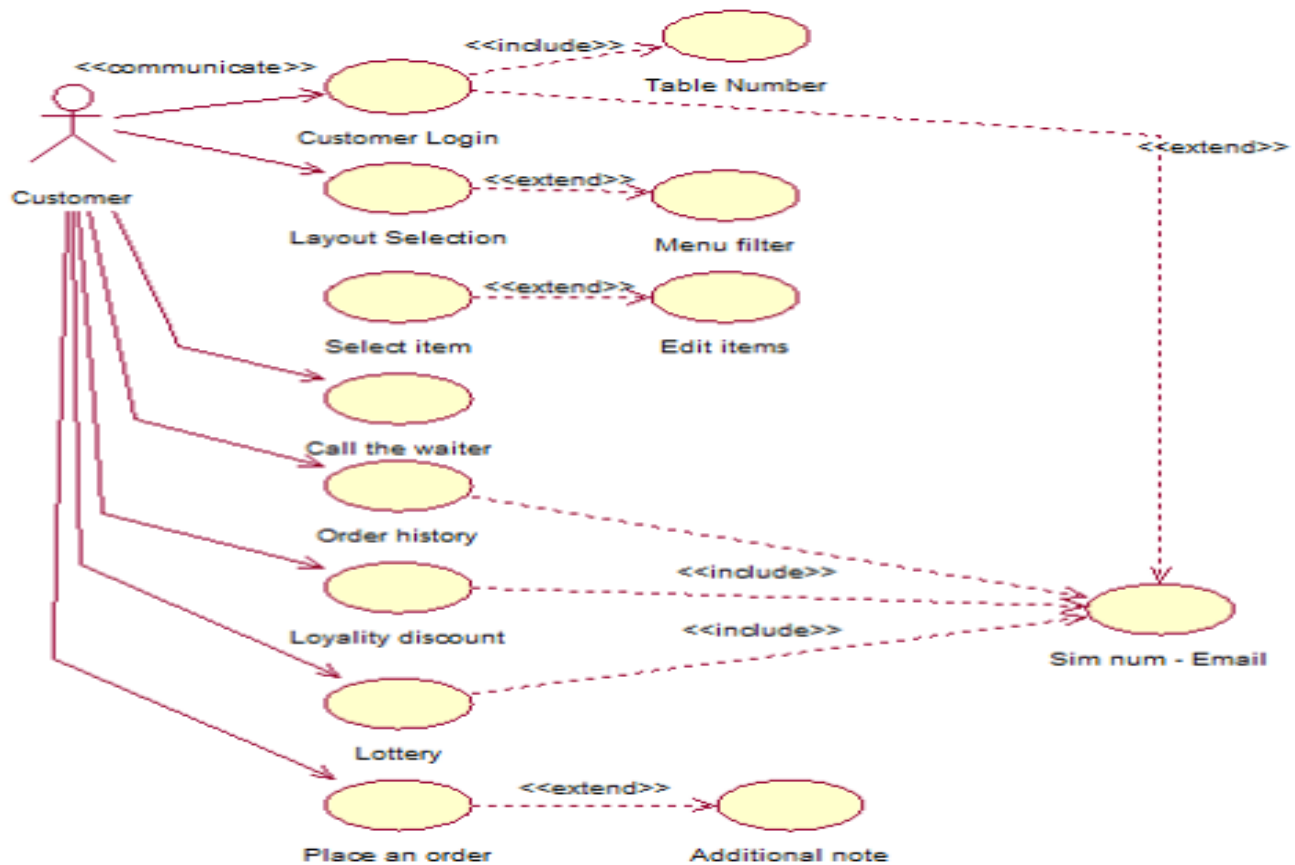 <<include>>
Table Number
<<communicate>>
Customer Login
<<extend>>
Customer
<<extend>>
Layout Selection
Menu filter
<<extend>>
Select item
Edit items
Call the waiter
Order history
<<include>>
Loyality discount
<<include>>
Sim num - Email
Lottery
<<extend>>
Place an order
Additional note